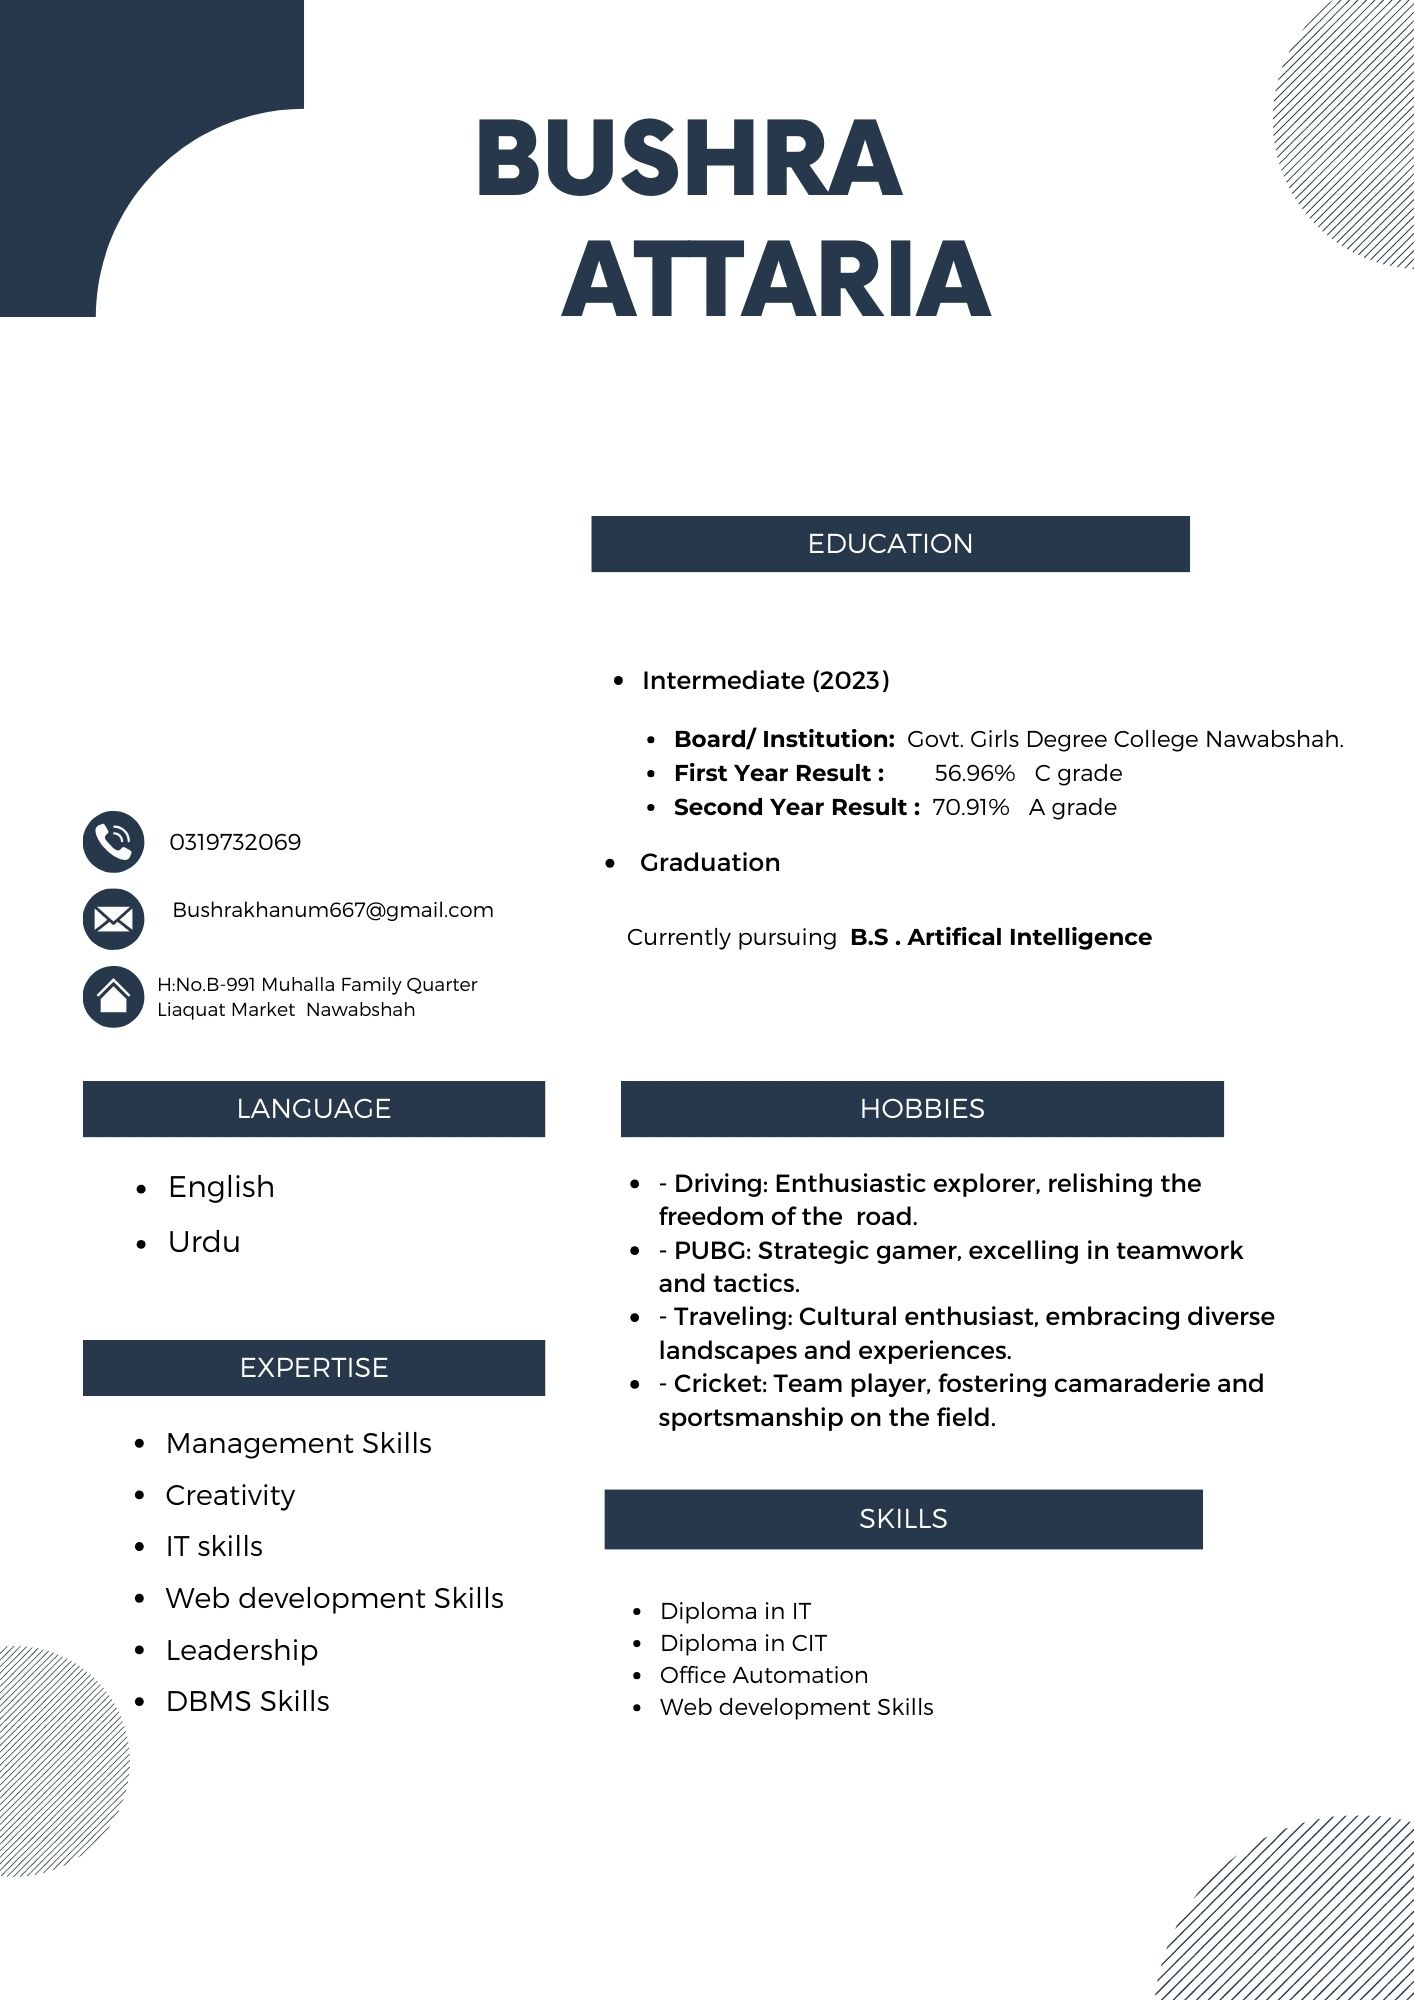 BUSHRA
ATTARIA
EDUCATION
• Intermediate (2023)
• Board/ Institution: Govt. Girls Degree College Nawabshah.
• First Year Result : 56.96% C grade
• Second Year Result : 70.91% A grade
• Graduation
Currently pursuing B.S . Artifical Intelligence
0319732069
Bushrakhanum667@gmail.com
H:No.B-991 Muhalla Family Quarter
Liaquat Market Nawabshah
LANGUAGE
• English
• Urdu
EXPERTISE
• Management Skills
• Creativity
• IT skills
• Web development Skills
• Leadership
• DBMS Skills
HOBBIES
• - Driving: Enthusiastic explorer, relishing the
freedom of the road.
• - PUBG: Strategic gamer, excelling in teamwork
and tactics.
• - Traveling: Cultural enthusiast, embracing diverse
landscapes and experiences.
• - Cricket: Team player, fostering camaraderie and
sportsmanship on the field.
SKILLS
• Diploma in IT
• Diploma in CIT
• Office Automation
• Web development Skills